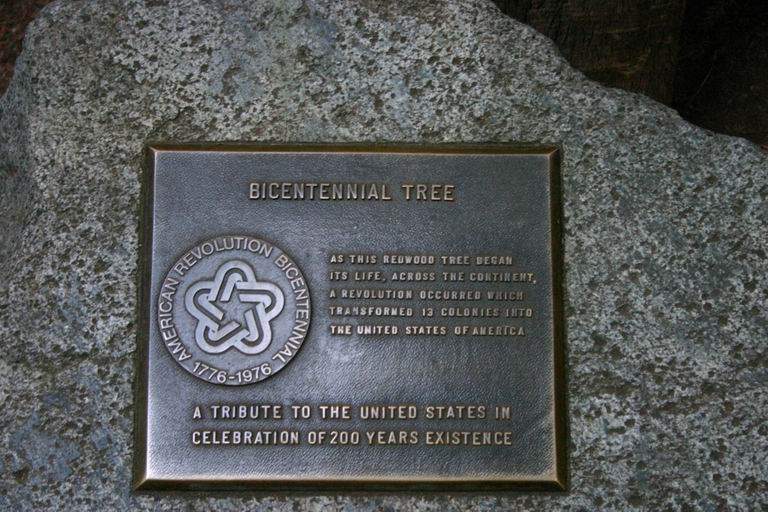 BICENTENNIAL TREE
AMERICAN REVOLUTION BICENTENNIAL
1776-1976
AS THIS REDWOOD TREE BEGAN
ITS LIFE, ACROSS THE CONTINENT,
A REVOLUTION OCCURRED WHICH
TRANSFORMED 13 COLONIES INTO
THE UNITED STATES OF AMERICA
A TRIBUTE TO THE UNITED STATES IN
CELEBRATION OF 200 YEARS EXISTENCE